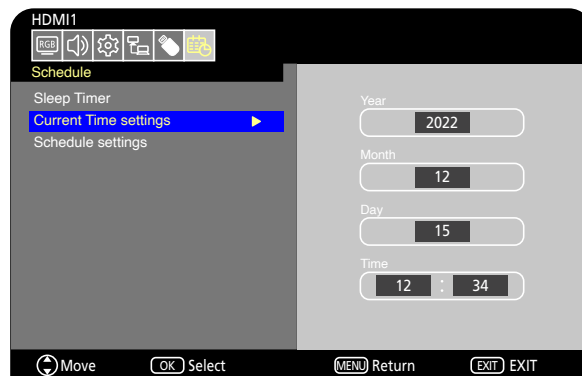 HDMI1
RGB
Schedule
Sleep Timer
Current Time settings
Schedule settings
Year
2022
Month
12
Day
15
Time
12 : 34
Move OK Select MENU Return EXIT EXIT